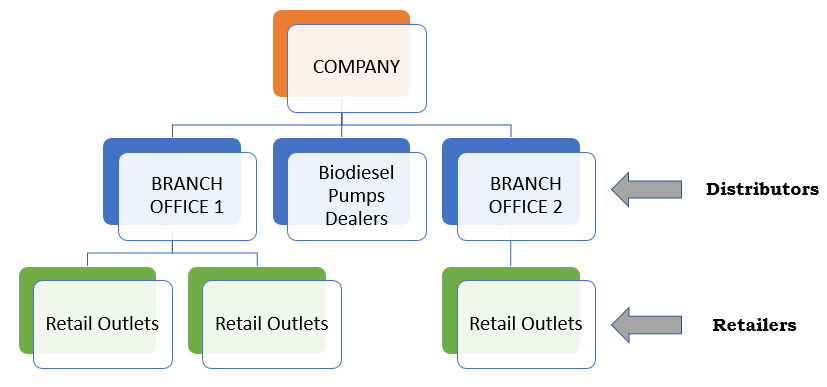 COMPANY
BRANCH
OFFICE 1
Biodiesel
Pumps
Dealers
BRANCH
OFFICE 2
Distributors
Retail Outlets
Retail Outlets
Retail Outlets
Retailers